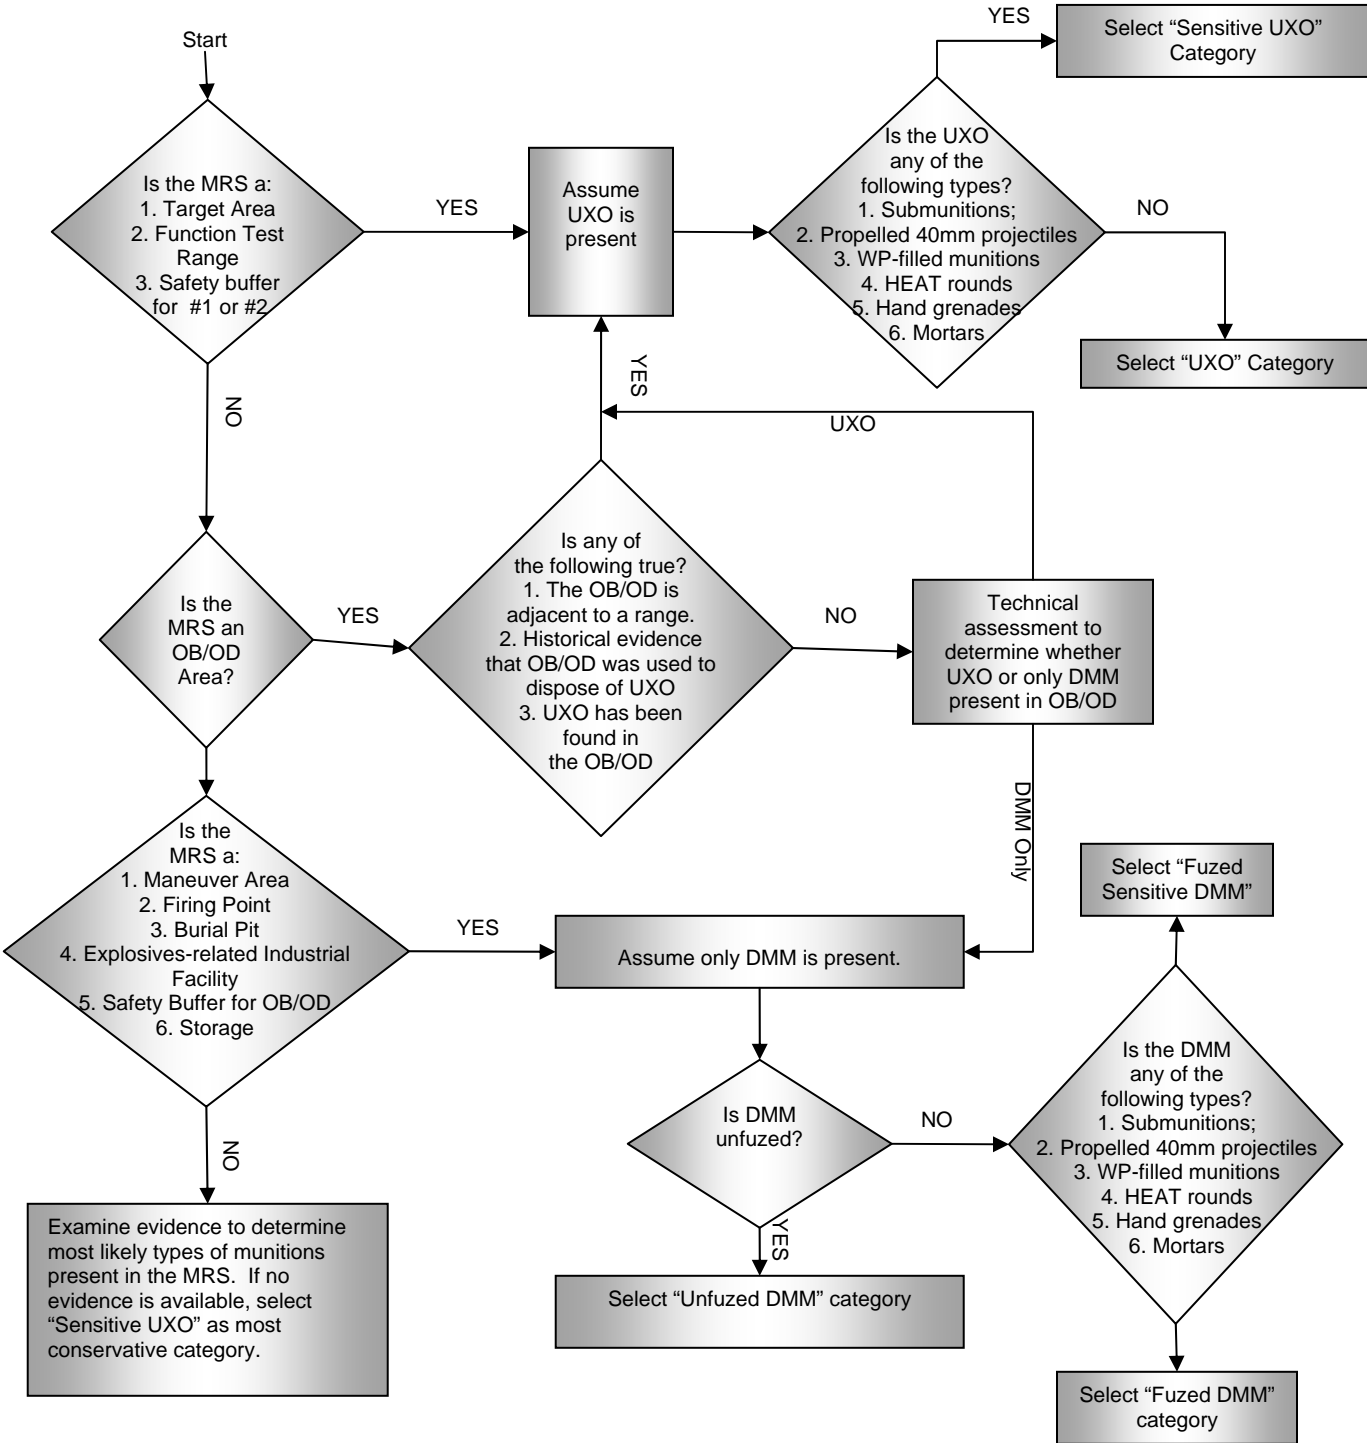 Start
Is the MRS a:
1. Target Area
2. Function Test
Range
3. Safety buffer
for #1 or #2
YES
Assume
UXO is
present
Is the UXO
any of the
following types?
1. Submunitions;
2. Propelled 40mm projectiles
3. WP-filled munitions
4. HEAT rounds
5. Hand grenades
6. Mortars
YES
Select “Sensitive UXO”
Category
NO
Select “UXO” Category
NO
YES
UXO
Is the
MRS an
OB/OD
Area?
YES
Is any of
the following true?
1. The OB/OD is
adjacent to a range.
2. Historical evidence
that OB/OD was used to
dispose of UXO
3. UXO has been
found in
the OB/OD
NO
Technical
assessment to
determine whether
UXO or only DMM
present in OB/OD
DMM Only
Is the
MRS a:
1. Maneuver Area
2. Firing Point
3. Burial Pit
4. Explosives-related Industrial
Facility
5. Safety Buffer for OB/OD
6. Storage
YES
Assume only DMM is present.
Select “Fuzed
Sensitive DMM”
Is DMM
unfuzed?
NO
Is the DMM
any of the
following types?
1. Submunitions;
2. Propelled 40mm projectiles
3. WP-filled munitions
4. HEAT rounds
5. Hand grenades
6. Mortars
NO
YES
Examine evidence to determine
most likely types of munitions
present in the MRS.  If no
evidence is available, select
“Sensitive UXO” as most
conservative category.
Select “Unfuzed DMM” category
Select “Fuzed DMM”
category